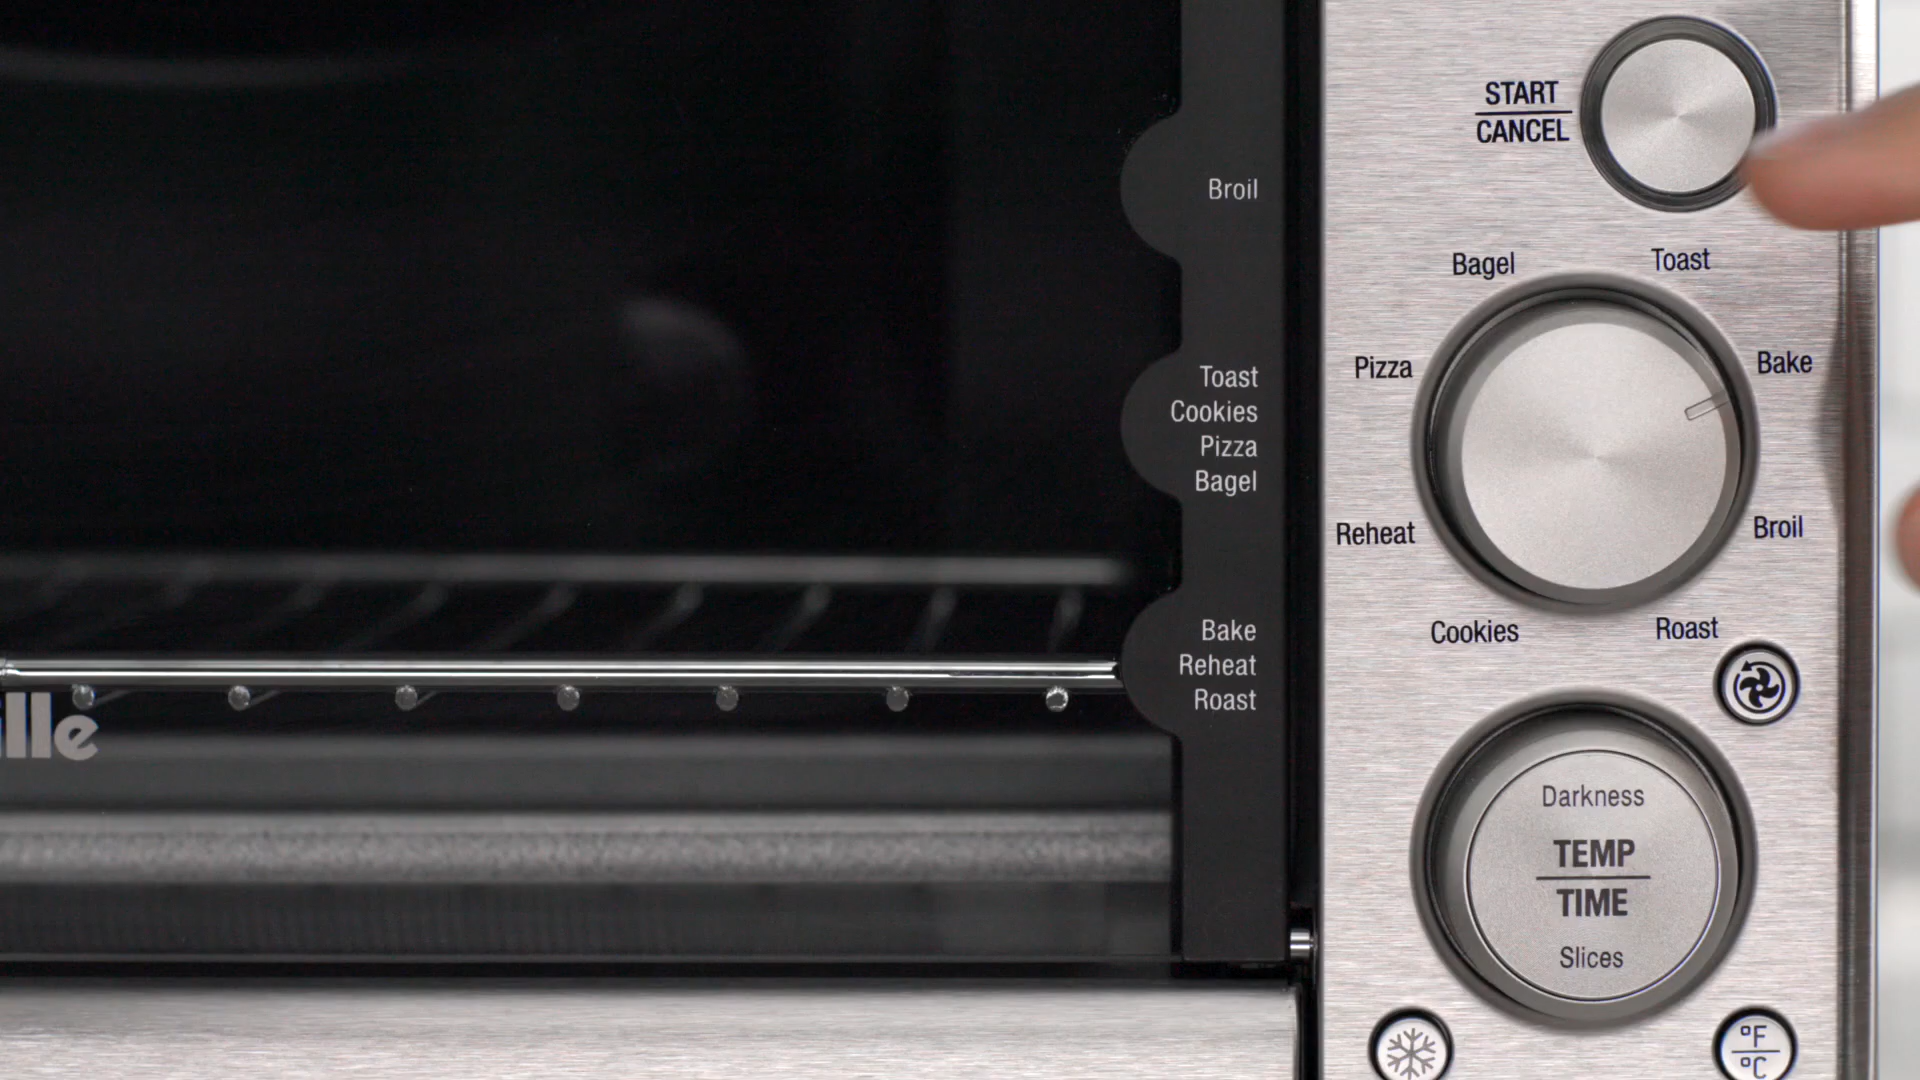 START
CANCEL
Broil
Bagel
Toast
Pizza
Bake
Toast
Cookies
Pizza
Bagel
Reheat
Broil
Cookies
Roast
Bake
Reheat
Roast
ille
Darkness
TEMP
TIME
Slices
°F
°C